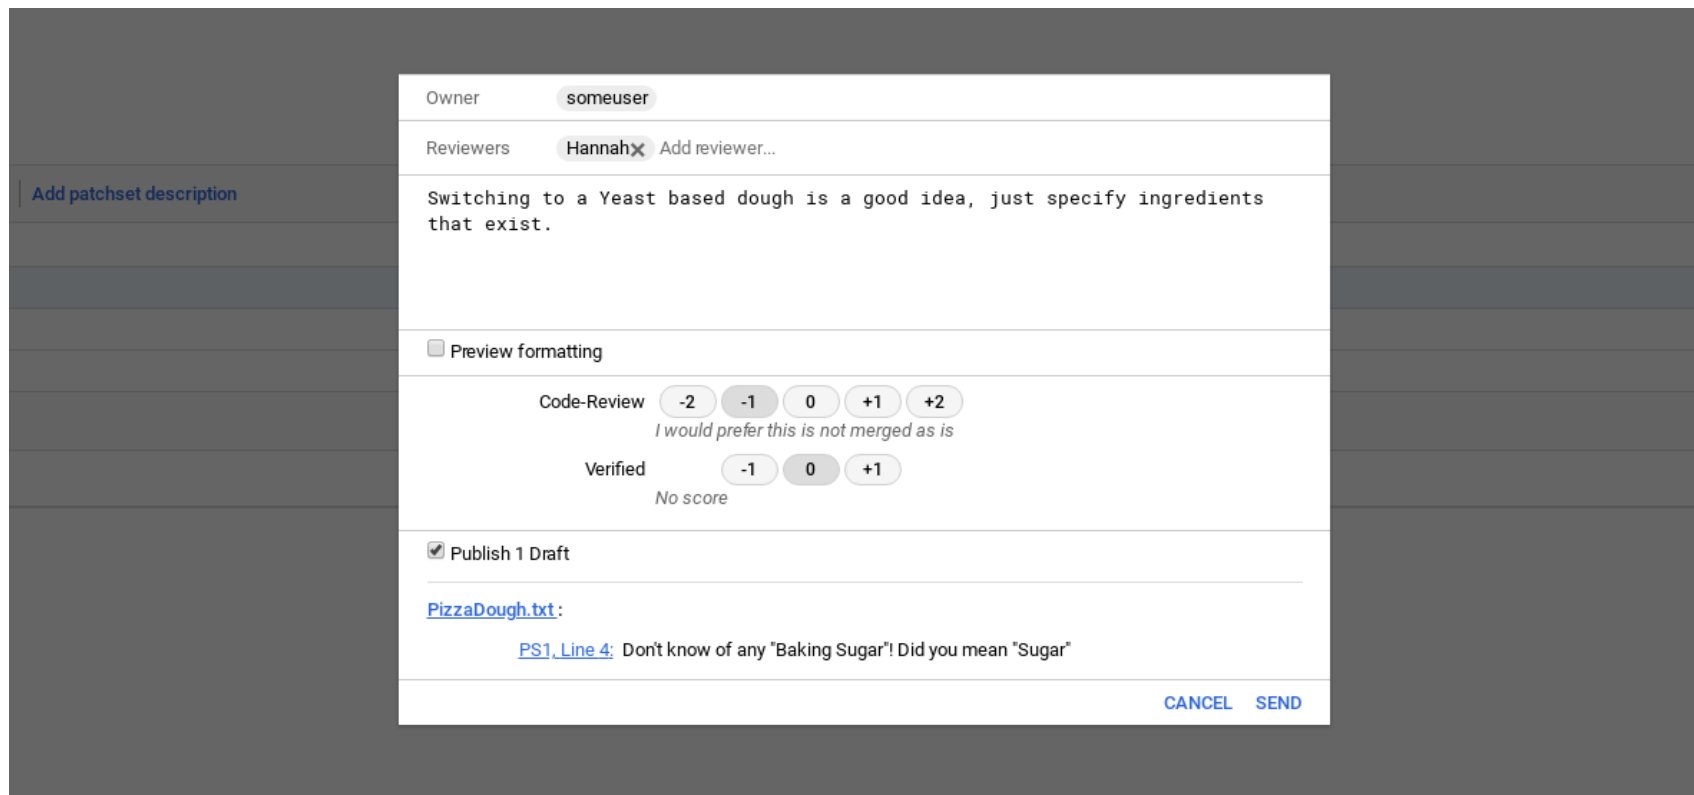 Owner someuser
Reviewers Hannah Add reviewer...
Add patchset description
Switching to a Yeast based dough is a good idea, just specify ingredients
that exist.
Preview formatting
Code-Review -2 -1 0 +1 +2
I would prefer this is not merged as is
Verified -1 0 +1
No score
Publish 1 Draft
PizzaDough.txt:
PS1, Line 4: Don't know of any "Baking Sugar"! Did you mean "Sugar"
CANCEL SEND